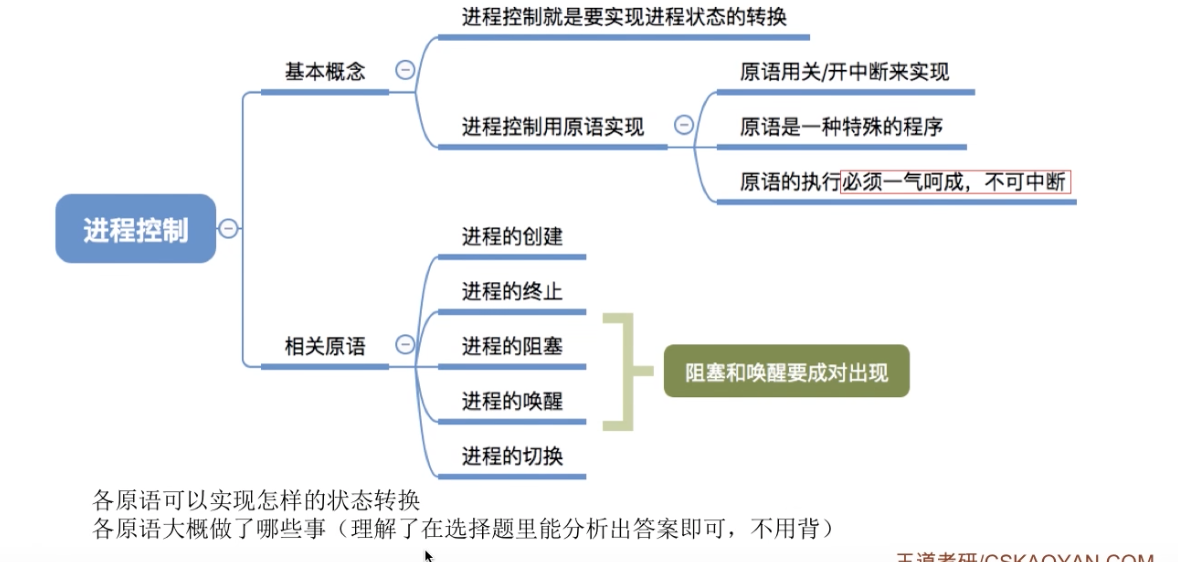 进程控制就是要实现进程状态的转换
基本概念
原语用关/开中断来实现
进程控制用原语实现
原语是一种特殊的程序
原语的执行必须一气呵成，不可中断
进程控制
进程的创建
进程的终止
相关原语
进程的阻塞
阻塞和唤醒要成对出现
进程的唤醒
进程的切换
各原语可以实现怎样的状态转换
各原语大概做了哪些事（理解了在选择题里能分析出答案即可，不用背）
王道考研/CSKAOYAN.COM